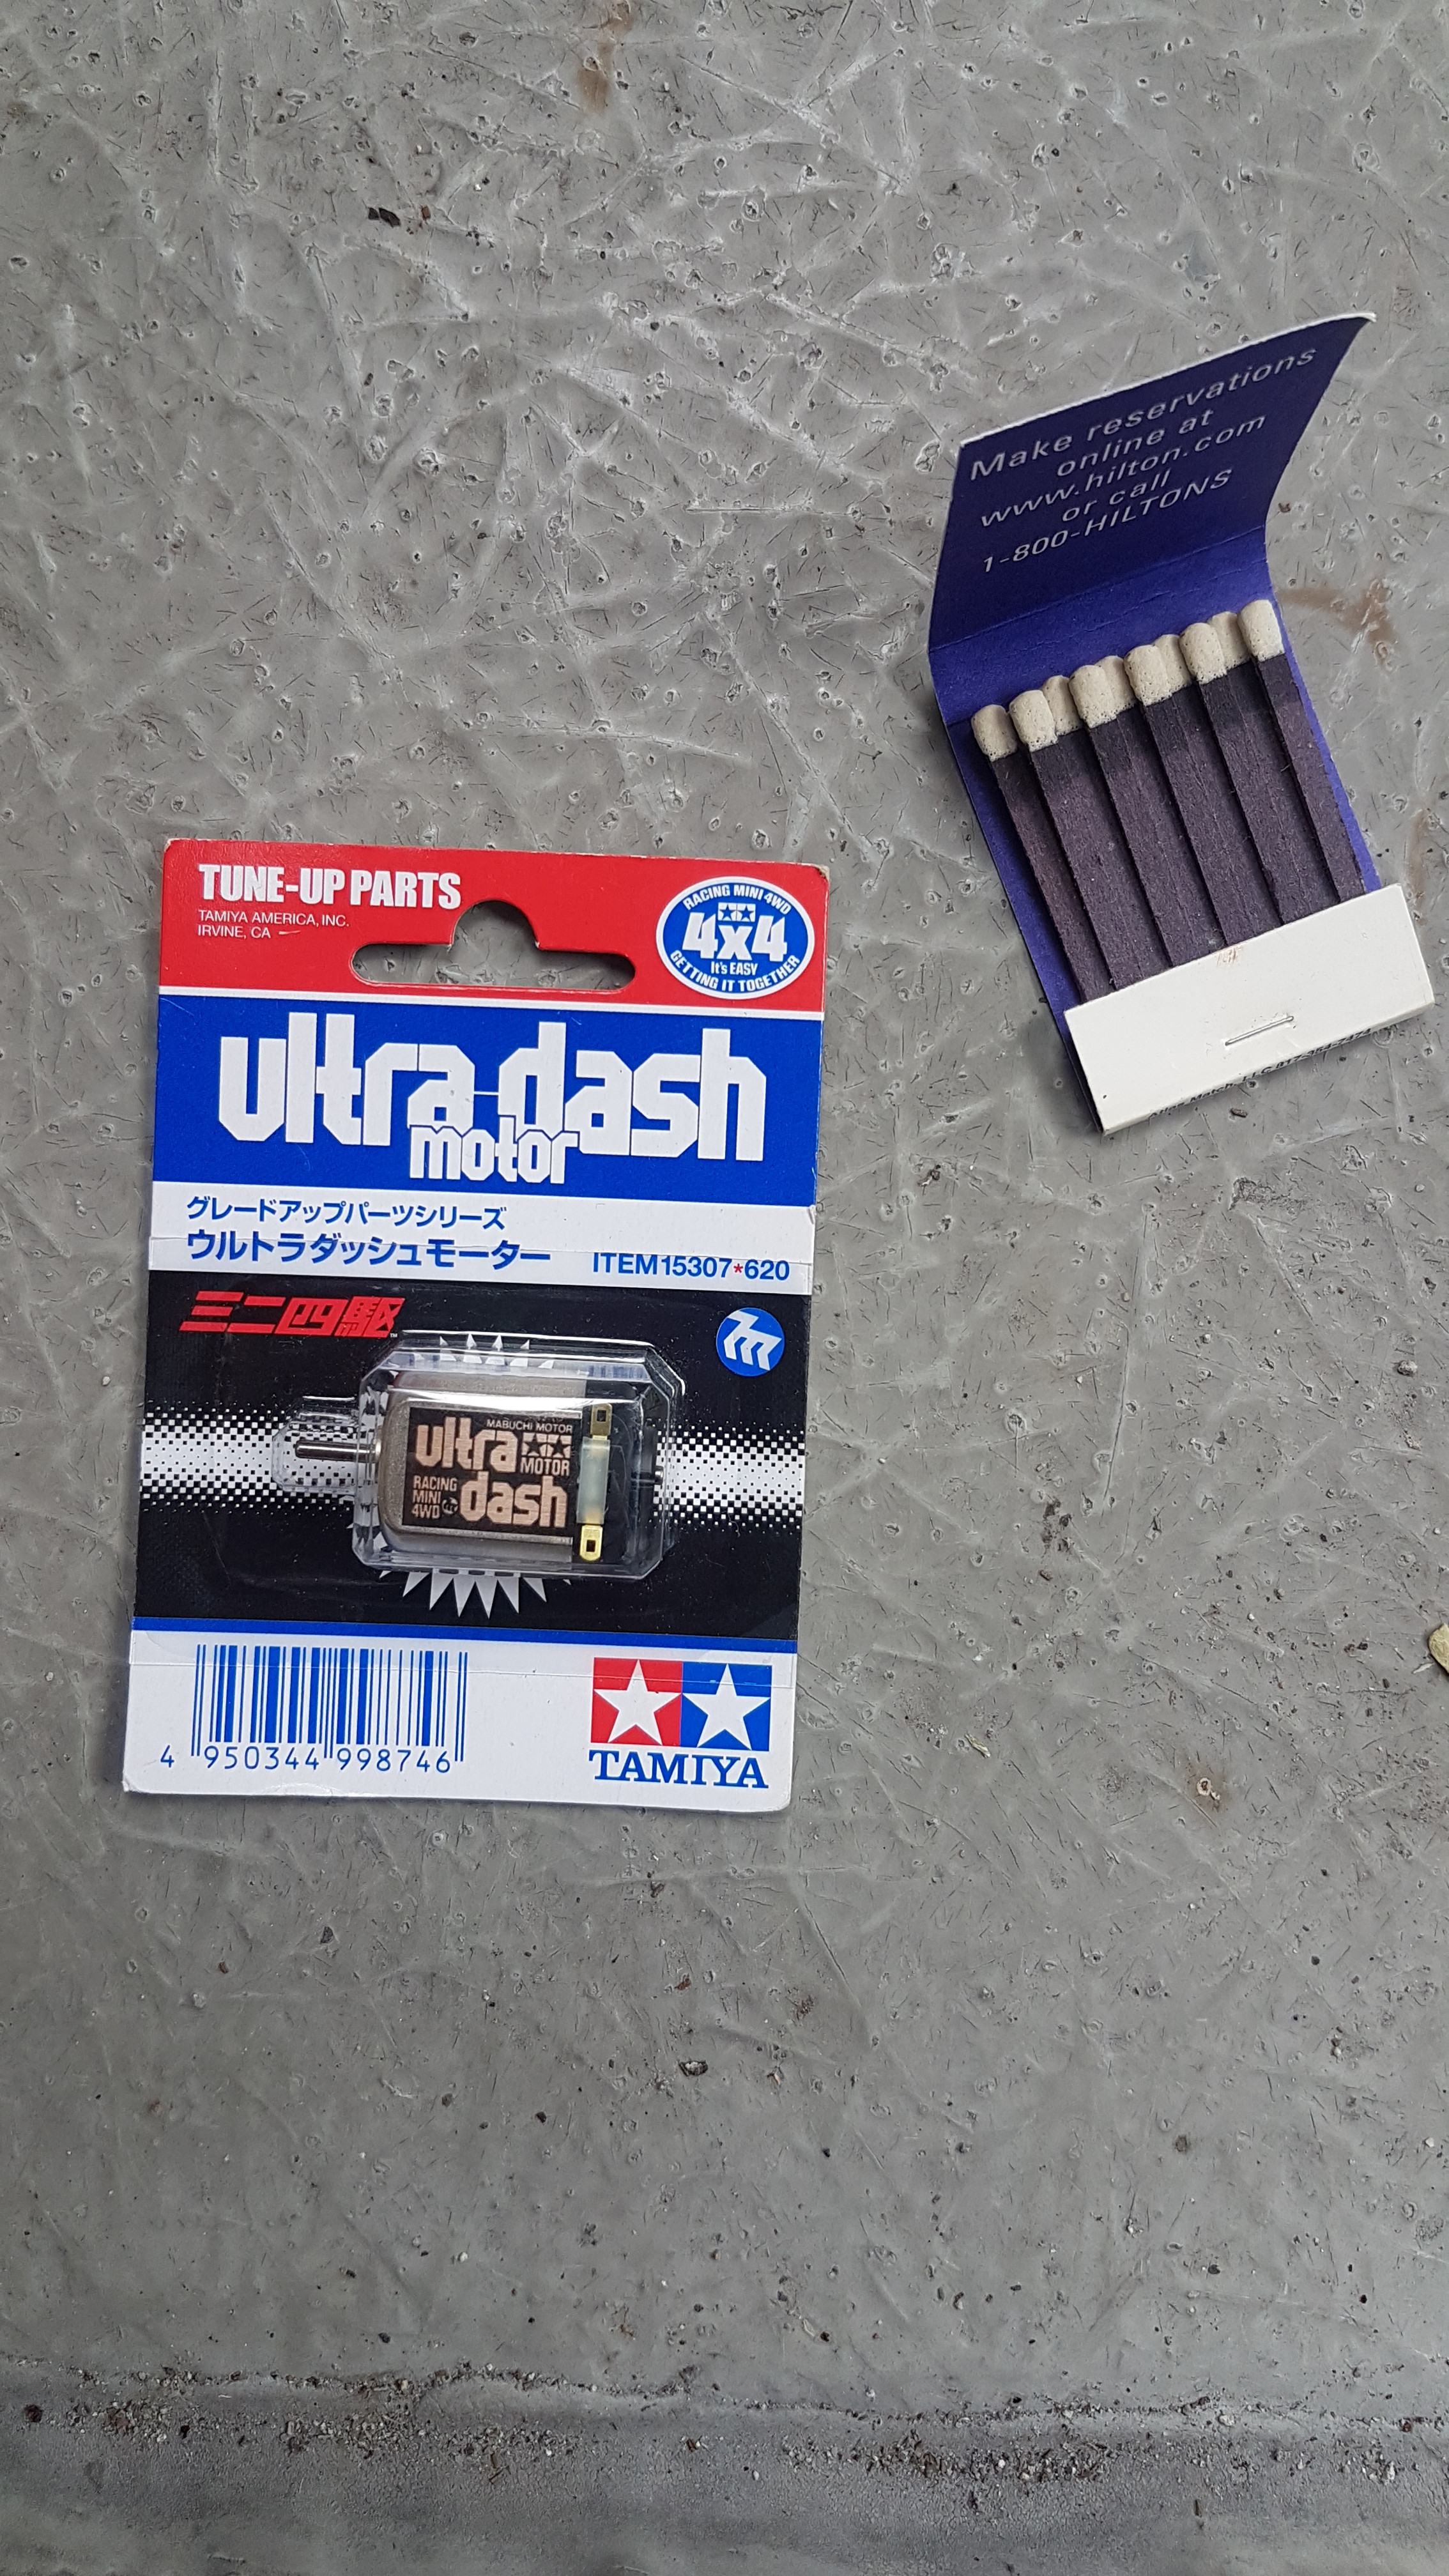 Make reservations
online at
www.hilton.com
or call
1-800-HILTONS
TUNE-UP PARTS
TAMIYA AMERICA, INC.
IRVINE, CA
RACING MINI 4WD
4x4
It's EASY
GETTING IT TOGETHER
ultra-dash
motor
グレードアップパーツシリーズ
ウルトラダッシュモーター
ITEM 15307*620
ミニ四駆
MABUCHI MOTOR
ultra
MOTOR
RACING
MINI
4WD
dash
4 950344 998746
TAMIYA